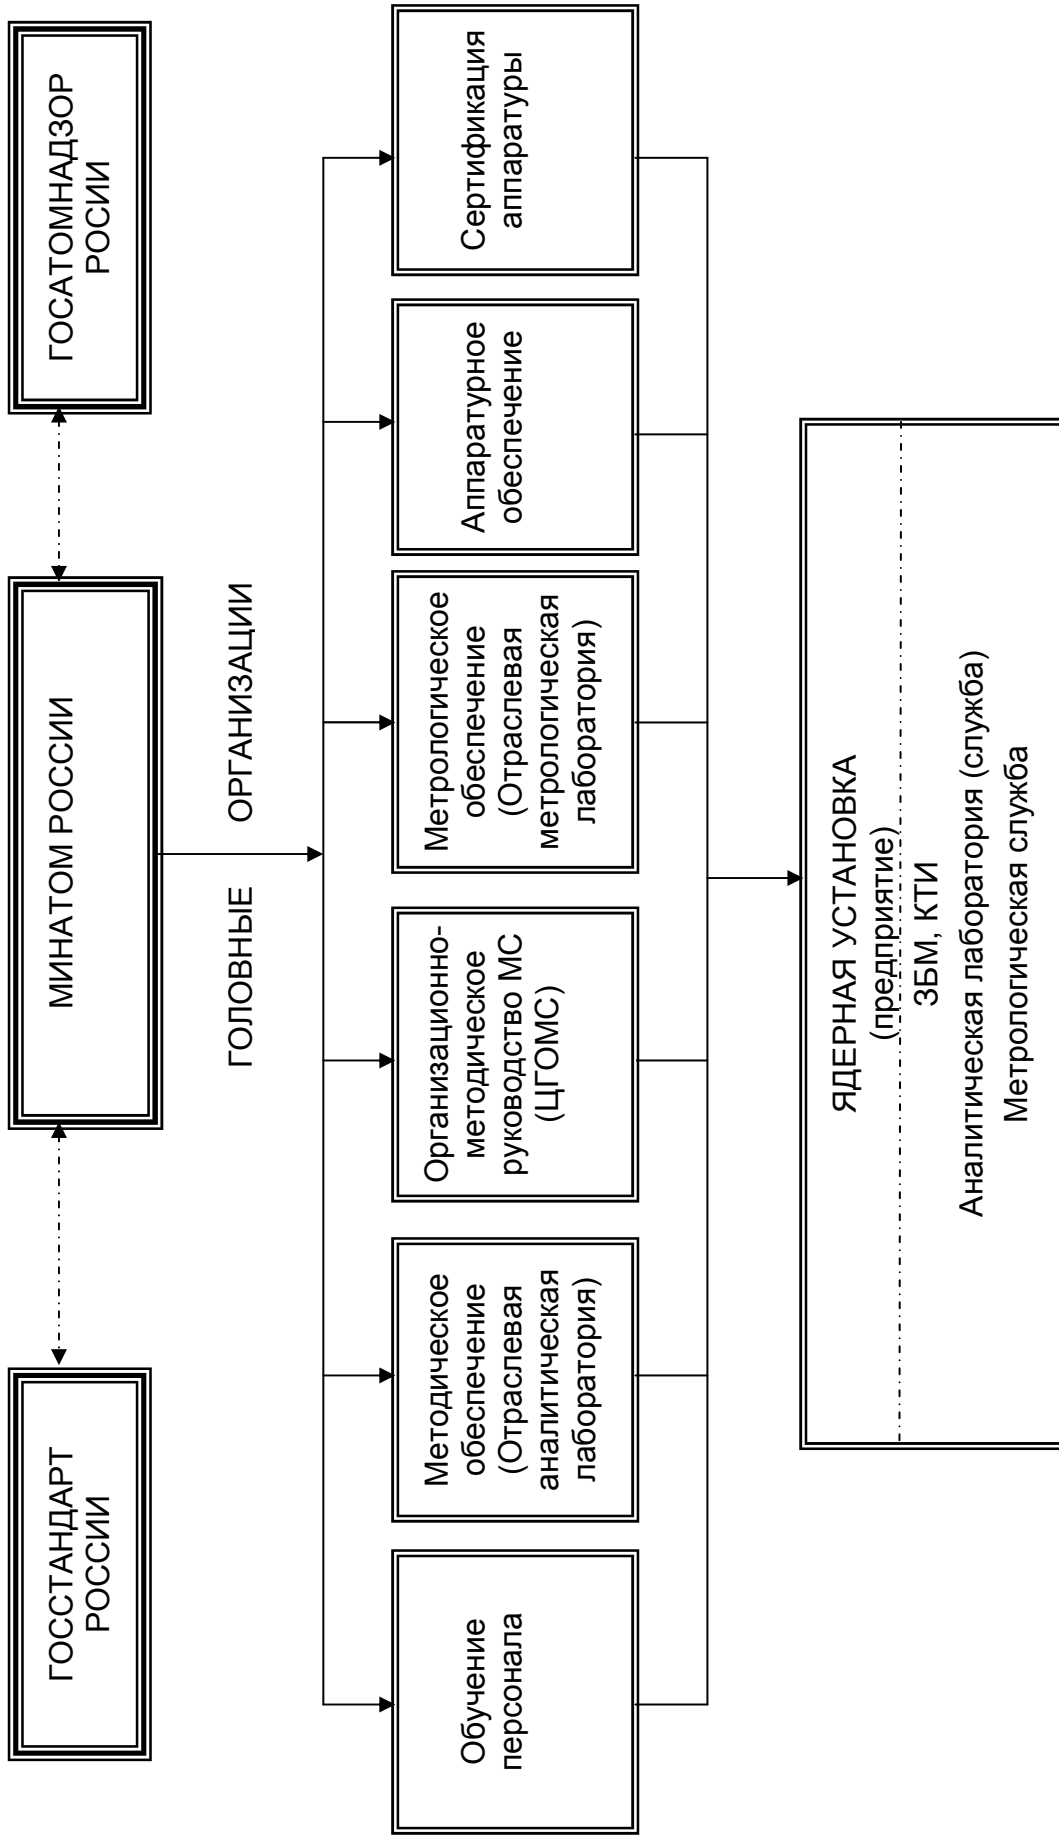 ГОССТАНДАРТ
РОССИИ
МИНАТОМ РОССИИ
ГОСАТОМНАДЗОР
РОСИИ
ГОЛОВНЫЕ ОРГАНИЗАЦИИ
Обучение
персонала
Методическое
обеспечение
(Отраслевая
аналитическая
лаборатория)
Организационно-
методическое
руководство МС
(ЦГОМС)
Метрологическое
обеспечение
(Отраслевая
метрологическая
лаборатория)
Аппаратурное
обеспечение
Сертификация
аппаратуры
ЯДЕРНАЯ УСТАНОВКА
(предприятие)
ЗБМ, КТИ
Аналитическая лаборатория (служба)
Метрологическая служба